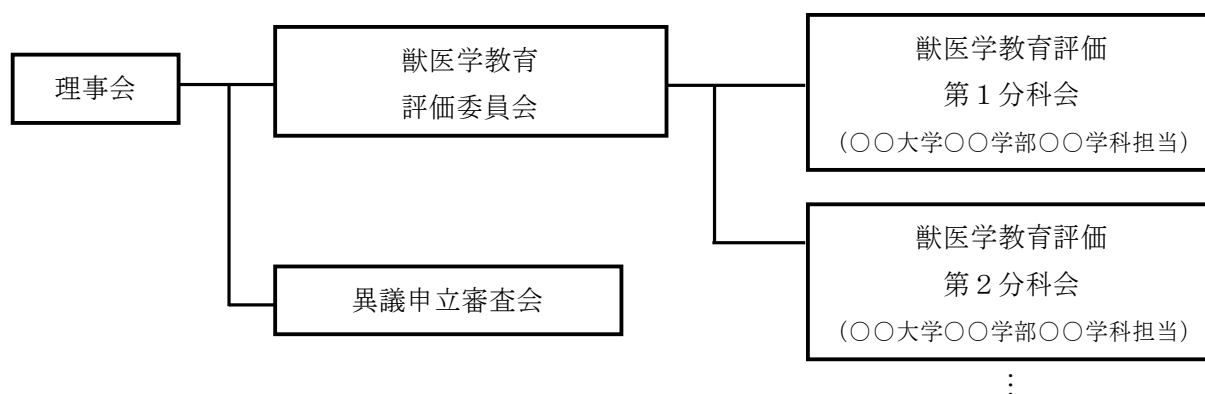 理事会
獣医学教育
評価委員会
異議申立審査会
獣医学教育評価
第１分科会
（○○大学○○学部○○学科担当）
獣医学教育評価
第２分科会
（○○大学○○学部○○学科担当）
⋮